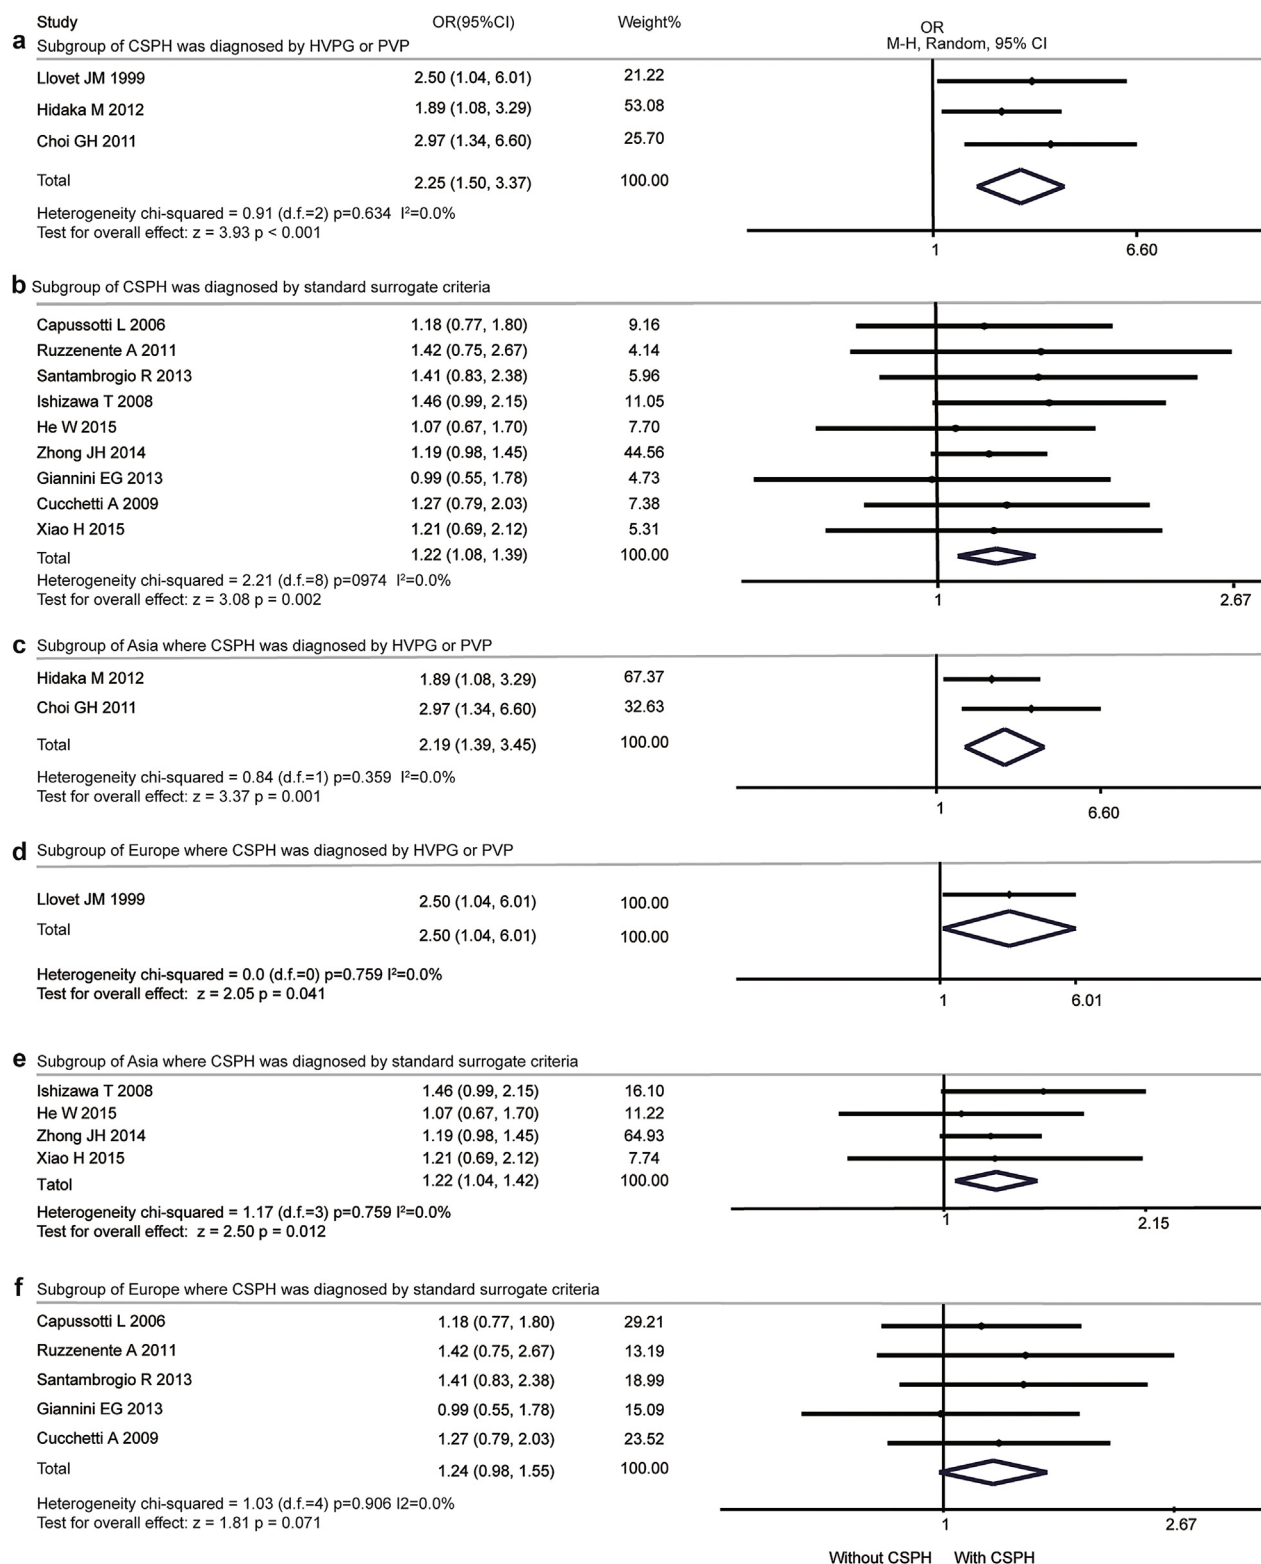 Study OR(95%CI) Weight% OR
a Subgroup of CSPH was diagnosed by HVPG or PVP M-H, Random, 95% CI
Llovet JM 1999 2.50 (1.04, 6.01) 21.22
Hidaka M 2012 1.89 (1.08, 3.29) 53.08
Choi GH 2011 2.97 (1.34, 6.60) 25.70
Total 2.25 (1.50, 3.37) 100.00
Heterogeneity chi-squared = 0.91 (d.f.=2) p=0.634 I²=0.0%
Test for overall effect: z = 3.93 p < 0.001
1 6.60
b Subgroup of CSPH was diagnosed by standard surrogate criteria
Capussotti L 2006 1.18 (0.77, 1.80) 9.16
Ruzzenente A 2011 1.42 (0.75, 2.67) 4.14
Santambrogio R 2013 1.41 (0.83, 2.38) 5.96
Ishizawa T 2008 1.46 (0.99, 2.15) 11.05
He W 2015 1.07 (0.67, 1.70) 7.70
Zhong JH 2014 1.19 (0.98, 1.45) 44.56
Giannini EG 2013 0.99 (0.55, 1.78) 4.73
Cucchetti A 2009 1.27 (0.79, 2.03) 7.38
Xiao H 2015 1.21 (0.69, 2.12) 5.31
Total 1.22 (1.08, 1.39) 100.00
Heterogeneity chi-squared = 2.21 (d.f.=8) p=0974 I²=0.0%
Test for overall effect: z = 3.08 p = 0.002
1 2.67
c Subgroup of Asia where CSPH was diagnosed by HVPG or PVP
Hidaka M 2012 1.89 (1.08, 3.29) 67.37
Choi GH 2011 2.97 (1.34, 6.60) 32.63
Total 2.19 (1.39, 3.45) 100.00
Heterogeneity chi-squared = 0.84 (d.f.=1) p=0.359 I²=0.0%
Test for overall effect: z = 3.37 p = 0.001
1 6.60
d Subgroup of Europe where CSPH was diagnosed by HVPG or PVP
Llovet JM 1999 2.50 (1.04, 6.01) 100.00
Total 2.50 (1.04, 6.01) 100.00
Heterogeneity chi-squared = 0.0 (d.f.=0) p=0.759 I²=0.0%
Test for overall effect: z = 2.05 p = 0.041
1 6.01
e Subgroup of Asia where CSPH was diagnosed by standard surrogate criteria
Ishizawa T 2008 1.46 (0.99, 2.15) 16.10
He W 2015 1.07 (0.67, 1.70) 11.22
Zhong JH 2014 1.19 (0.98, 1.45) 64.93
Xiao H 2015 1.21 (0.69, 2.12) 7.74
Tatol 1.22 (1.04, 1.42) 100.00
Heterogeneity chi-squared = 1.17 (d.f.=3) p=0.759 I²=0.0%
Test for overall effect: z = 2.50 p = 0.012
1 2.15
f Subgroup of Europe where CSPH was diagnosed by standard surrogate criteria
Capussotti L 2006 1.18 (0.77, 1.80) 29.21
Ruzzenente A 2011 1.42 (0.75, 2.67) 13.19
Santambrogio R 2013 1.41 (0.83, 2.38) 18.99
Giannini EG 2013 0.99 (0.55, 1.78) 15.09
Cucchetti A 2009 1.27 (0.79, 2.03) 23.52
Total 1.24 (0.98, 1.55) 100.00
Heterogeneity chi-squared = 1.03 (d.f.=4) p=0.906 I2=0.0%
Test for overall effect: z = 1.81 p = 0.071
1 2.67
Without CSPH With CSPH